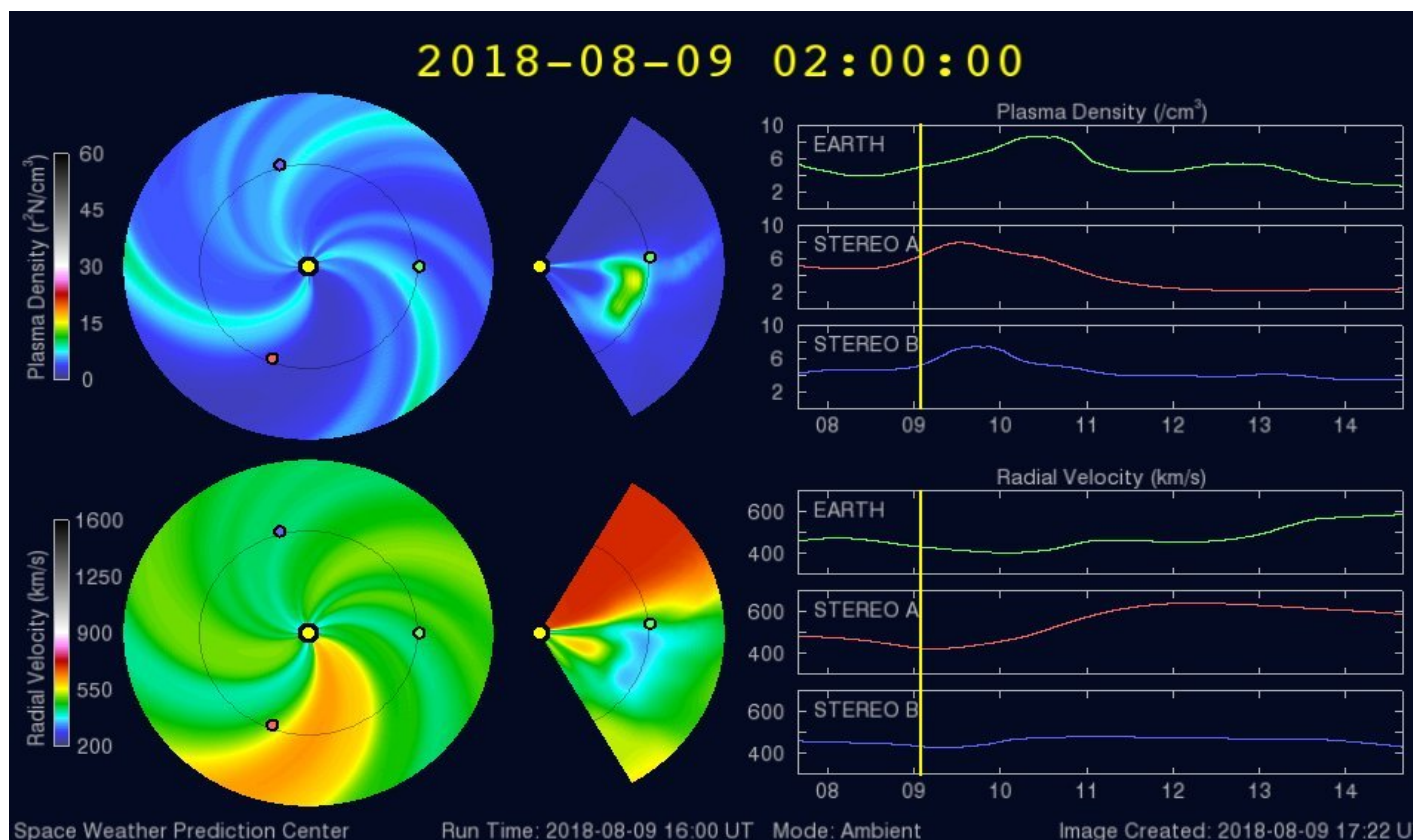 2018-08-09 02:00:00
Plasma Density (r²N/cm³)
60
45
30
15
0
Plasma Density (/cm³)
EARTH
10
6
2
STEREO A
10
6
2
STEREO B
10
6
2
08 09 10 11 12 13 14
Radial Velocity (km/s)
1600
1250
900
550
200
Radial Velocity (km/s)
EARTH
600
400
STEREO A
600
400
STEREO B
600
400
08 09 10 11 12 13 14
Space Weather Prediction Center Run Time: 2018-08-09 16:00 UT Mode: Ambient Image Created: 2018-08-09 17:22 U